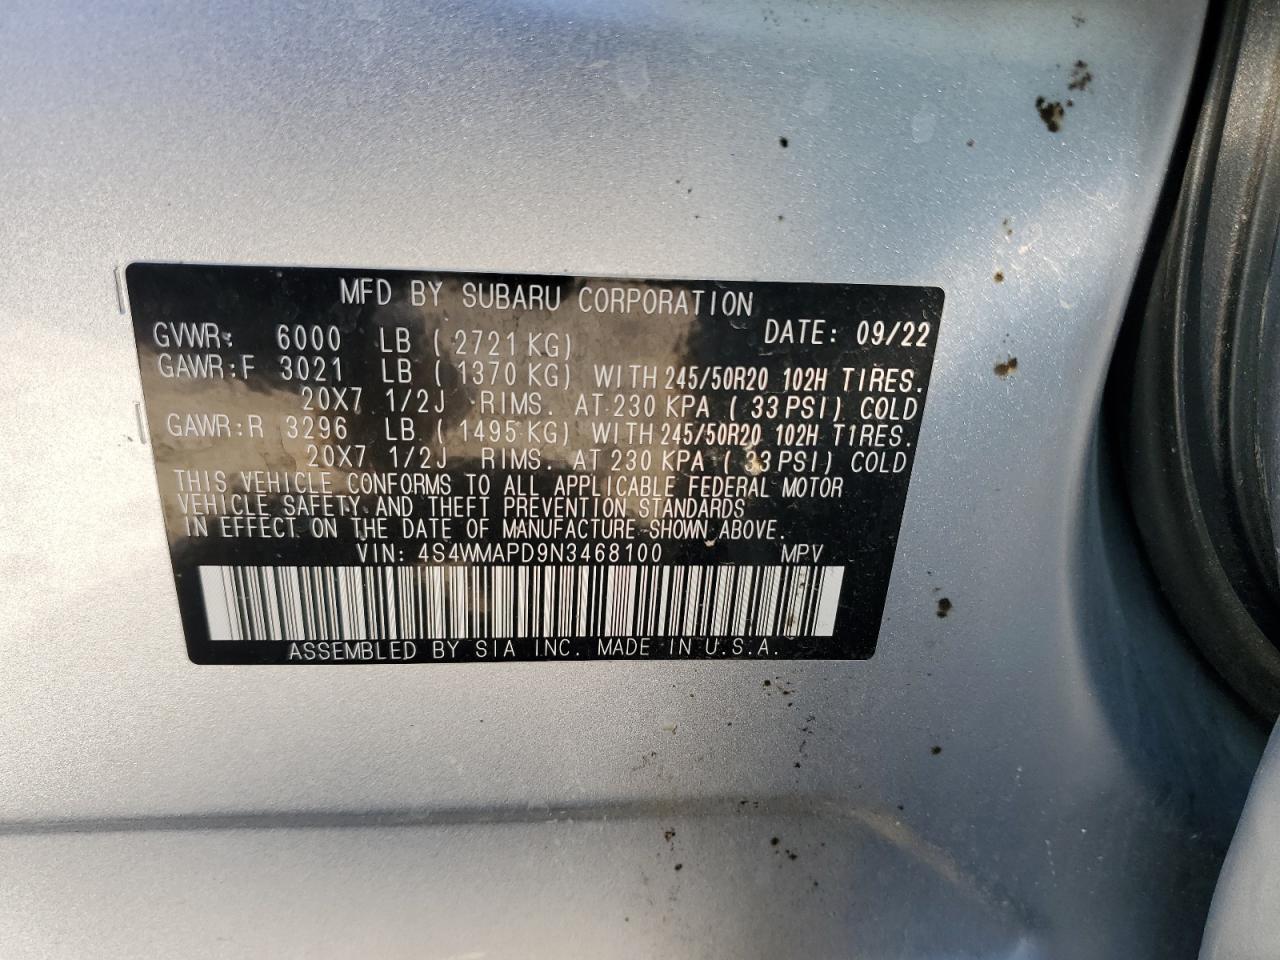 MFD BY SUBARU CORPORATION
GVWR: 6000 LB ( 2721 KG) DATE: 09/22
GAWR:F 3021 LB ( 1370 KG) WITH 245/50R20 102H TIRES.
20X7 1/2J RIMS. AT 230 KPA ( 33 PSI) COLD
GAWR:R 3296 LB ( 1495 KG) WITH 245/50R20 102H TIRES.
20X7 1/2J RIMS. AT 230 KPA ( 33 PSI) COLD
THIS VEHICLE CONFORMS TO ALL APPLICABLE FEDERAL MOTOR
VEHICLE SAFETY AND THEFT PREVENTION STANDARDS
IN EFFECT ON THE DATE OF MANUFACTURE SHOWN ABOVE.
VIN: 4S4WMAPD9N3468100 MPV
ASSEMBLED BY SIA INC. MADE IN U.S.A.